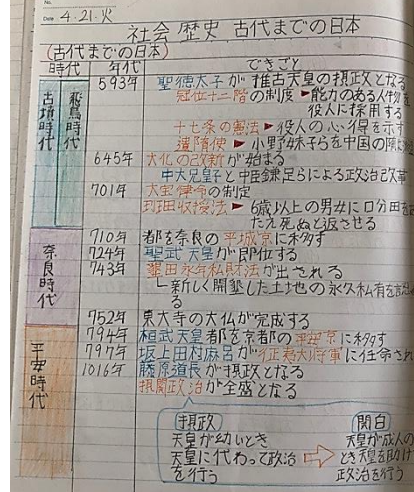 No.
Date 4.21.火
社会 歴史 古代までの日本
(古代までの日本)
時代 年代 できごと
古墳時代
飛鳥時代
593年 聖徳太子が推古天皇の摂政となる
冠位十二階の制度▶能力のある人物を
役人に採用する
十七条の憲法▶役人の心得を示す
遣隋使▶小野妹子らを中国の隋に
645年 大化の改新が始まる
中大兄皇子と中臣鎌足らによる政治改革
701年 大宝律令の制定
班田収授法▶6歳以上の男女に口分田を
たえ死ぬと返させる
奈良時代
710年 都を奈良の平城京に移す
724年 聖武天皇が即位する
743年 墾田永年私財法が出される
新しく開墾した土地の永久私有を
る
752年 東大寺の大仏が完成する
平安時代
794年 桓武天皇都を京都の平安京に移す
797年 坂上田村麻呂が征夷大将軍に任命され
1016年 藤原道長が摂政となる
摂関政治が全盛となる
摂政
天皇が幼いとき
天皇に代わって政治
を行う
関白
天皇が成人の
とき天皇を助け
政治を行う